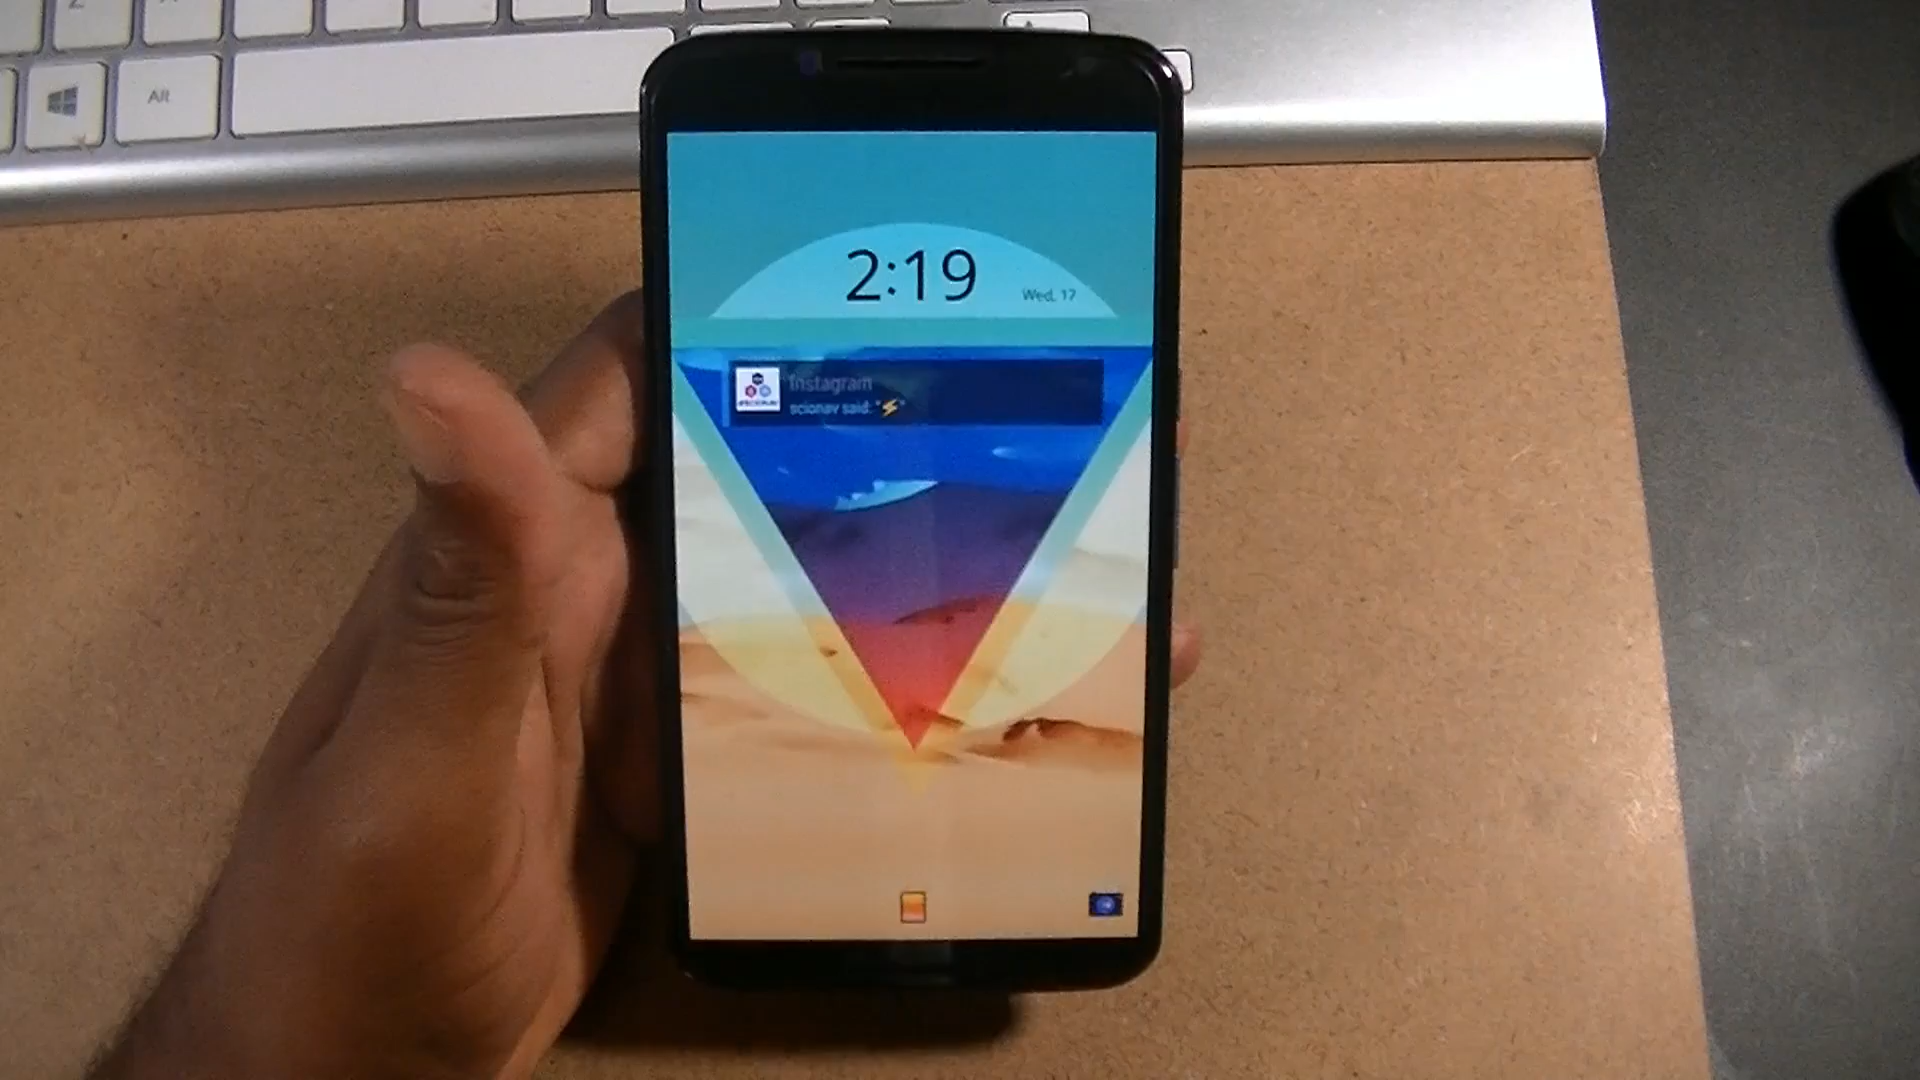 Z
Alt
2:19
Wed, 17
Instagram
scionav said: "⚡"